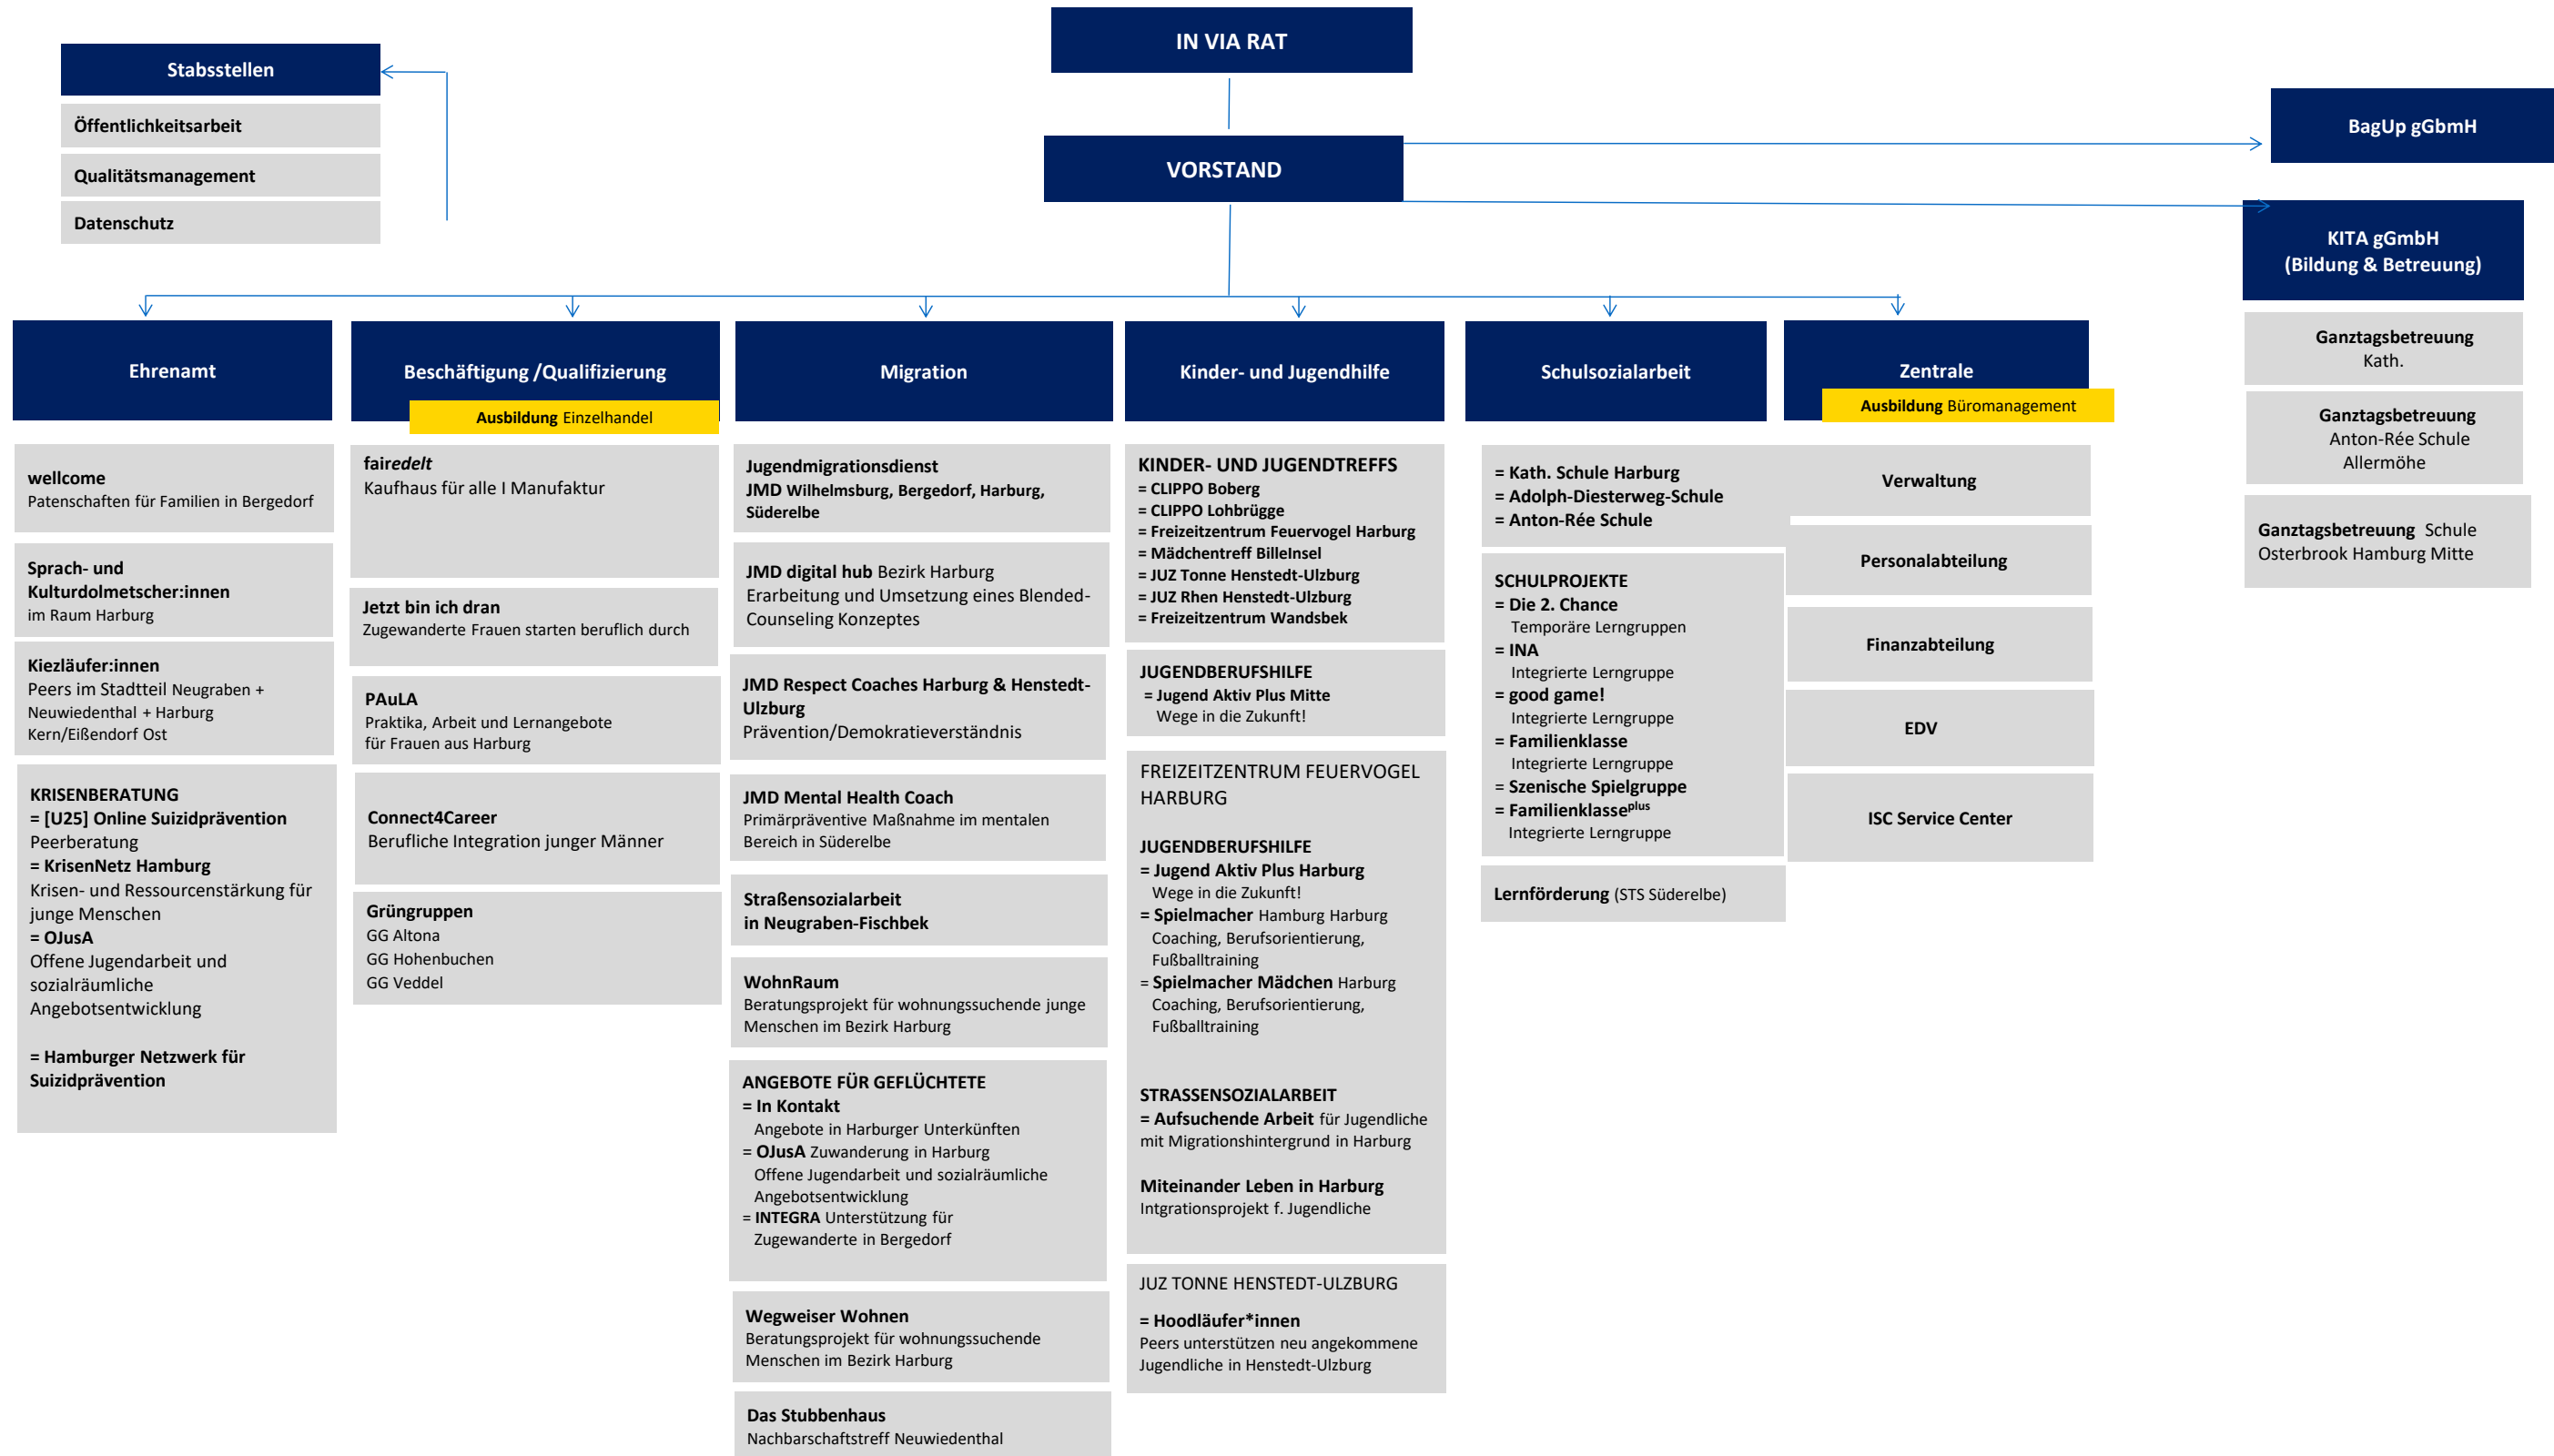 IN VIA RAT
Stabsstellen
Öffentlichkeitsarbeit
Qualitätsmanagement
Datenschutz
VORSTAND
BagUp gGbmH
KITA gGmbH
(Bildung & Betreuung)
Ganztagsbetreuung
Kath.
Ganztagsbetreuung
Anton-Rée Schule
Allermöhe
Ganztagsbetreuung Schule
Osterbrook Hamburg Mitte
Ehrenamt
wellcome
Patenschaften für Familien in Bergedorf
Sprach- und
Kulturdolmetscher:innen
im Raum Harburg
Kiezläufer:innen
Peers im Stadtteil Neugraben +
Neuwiedenthal + Harburg
Kern/Eißendorf Ost
KRISENBERATUNG
= [U25] Online Suizidprävention
Peerberatung
= KrisenNetz Hamburg
Krisen- und Ressourcenstärkung für
junge Menschen
= OJusA
Offene Jugendarbeit und
sozialräumliche
Angebotsentwicklung
= Hamburger Netzwerk für
Suizidprävention
Beschäftigung /Qualifizierung
Ausbildung Einzelhandel
fairedelt
Kaufhaus für alle I Manufaktur
Jetzt bin ich dran
Zugewanderte Frauen starten beruflich durch
PAuLA
Praktika, Arbeit und Lernangebote
für Frauen aus Harburg
Connect4Career
Berufliche Integration junger Männer
Grüngruppen
GG Altona
GG Hohenbuchen
GG Veddel
Migration
Jugendmigrationsdienst
JMD Wilhelmsburg, Bergedorf, Harburg,
Süderelbe
JMD digital hub Bezirk Harburg
Erarbeitung und Umsetzung eines Blended-
Counseling Konzeptes
JMD Respect Coaches Harburg & Henstedt-
Ulzburg
Prävention/Demokratieverständnis
JMD Mental Health Coach
Primärpräventive Maßnahme im mentalen
Bereich in Süderelbe
Straßensozialarbeit
in Neugraben-Fischbek
WohnRaum
Beratungsprojekt für wohnungssuchende junge
Menschen im Bezirk Harburg
ANGEBOTE FÜR GEFLÜCHTETE
= In Kontakt
Angebote in Harburger Unterkünften
= OJusA Zuwanderung in Harburg
Offene Jugendarbeit und sozialräumliche
Angebotsentwicklung
= INTEGRA Unterstützung für
Zugewanderte in Bergedorf
Wegweiser Wohnen
Beratungsprojekt für wohnungssuchende
Menschen im Bezirk Harburg
Das Stubbenhaus
Nachbarschaftstreff Neuwiedenthal
Kinder- und Jugendhilfe
KINDER- UND JUGENDTREFFS
= CLIPPO Boberg
= CLIPPO Lohbrügge
= Freizeitzentrum Feuervogel Harburg
= Mädchentreff BilleInsel
= JUZ Tonne Henstedt-Ulzburg
= JUZ Rhen Henstedt-Ulzburg
= Freizeitzentrum Wandsbek
JUGENDBERUFSHILFE
= Jugend Aktiv Plus Mitte
Wege in die Zukunft!
FREIZEITZENTRUM FEUERVOGEL
HARBURG
JUGENDBERUFSHILFE
= Jugend Aktiv Plus Harburg
Wege in die Zukunft!
= Spielmacher Hamburg Harburg
Coaching, Berufsorientierung,
Fußballtraining
= Spielmacher Mädchen Harburg
Coaching, Berufsorientierung,
Fußballtraining
STRASSENSOZIALARBEIT
= Aufsuchende Arbeit für Jugendliche
mit Migrationshintergrund in Harburg
Miteinander Leben in Harburg
Intgrationsprojekt f. Jugendliche
JUZ TONNE HENSTEDT-ULZBURG
= Hoodläufer*innen
Peers unterstützen neu angekommene
Jugendliche in Henstedt-Ulzburg
Schulsozialarbeit
= Kath. Schule Harburg
= Adolph-Diesterweg-Schule
= Anton-Rée Schule
SCHULPROJEKTE
= Die 2. Chance
Temporäre Lerngruppen
= INA
Integrierte Lerngruppe
= good game!
Integrierte Lerngruppe
= Familienklasse
Integrierte Lerngruppe
= Szenische Spielgruppe
= Familienklasseplus
Integrierte Lerngruppe
Lernförderung (STS Süderelbe)
Zentrale
Ausbildung Büromanagement
Verwaltung
Personalabteilung
Finanzabteilung
EDV
ISC Service Center